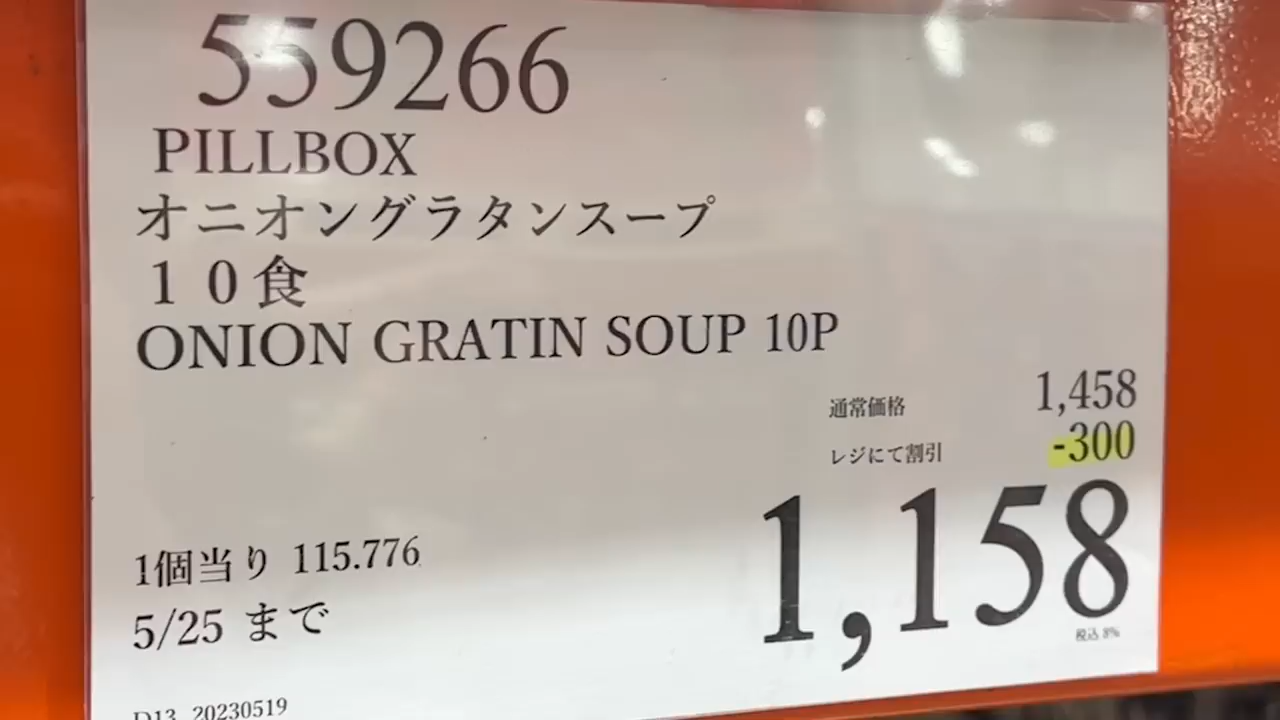 559266
PILLBOX
オニオングラタンスープ
１０食
ONION GRATIN SOUP 10P
通常価格 1,458
レジにて割引 -300
1,158
税込 8%
1個当り 115.776
5/25 まで
D13 20230519